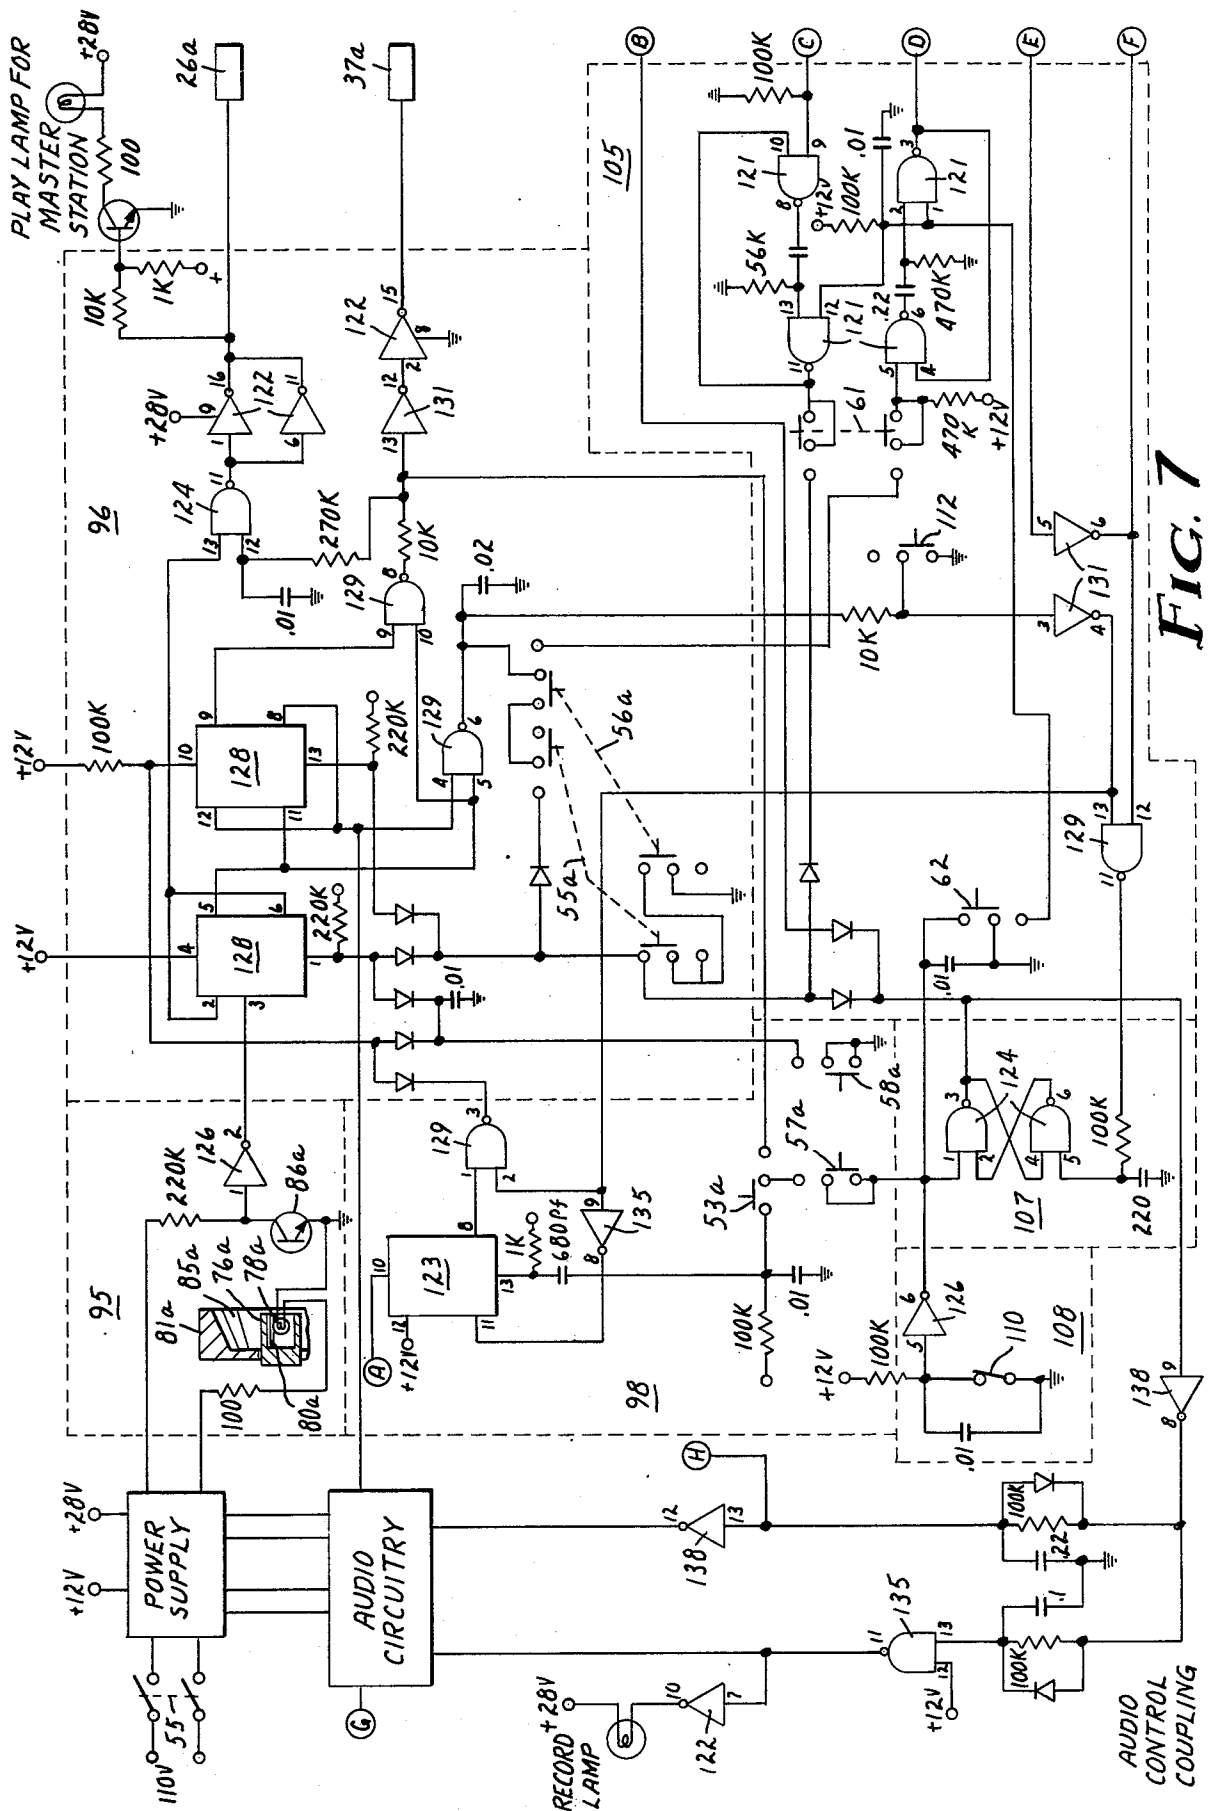 PLAY LAMP FOR
MASTER
STATION
+28V
100
26a
37a
10K
1K
+
+28V
9
16
1
122
6
11
15
122
8
2
12
131
13
96
124
11
13
12
270K
.01
10K
129
8
9
10
.02
+12V
100K
10
9
128
8
12
11
13
220K
129
6
4
5
+12V
4
5
128
6
2
3
1
220K
.01
56a
55a
105
B
C
D
E
F
100K
10
9
121
8
+12V
100K
.01
56K
13
12
121
11
3
121
2
1
.22
6
470K
5
4
61
470
K
+12V
112
10K
5
6
131
3
4
13
12
129
11
62
.01
95
81a
85a
76a
78a
80a
100
220K
126
2
1
86a
A
+12V
12
10
123
8
13
11
1K
680Pf
129
3
1
2
9
8
135
53a
57a
58a
100K
.01
98
3
124
6
1
2
4
5
107
100K
220
+12V
100K
6
126
5
110
108
.01
138
9
8
110V
55
+12V
+28V
POWER
SUPPLY
AUDIO
CIRCUITRY
G
H
12
138
13
RECORD
LAMP
+28V
10
122
7
11
135
13
12
+12V
100K
.1
.22
100K
AUDIO
CONTROL
COUPLING
FIG. 7